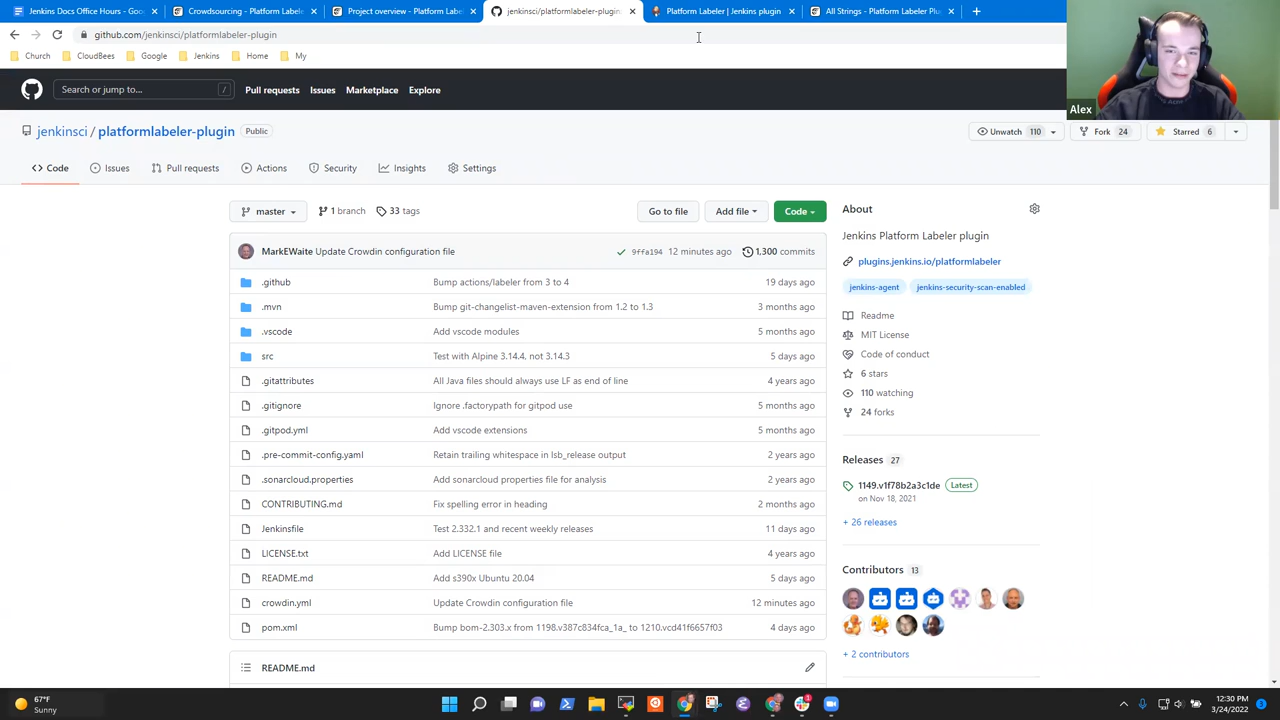 Jenkins Docs Office Hours - Goo
Crowdsourcing - Platform Labele
Project overview - Platform Labe
jenkinsci/platformlabeler-plugin:
Platform Labeler | Jenkins plugin
All Strings - Platform Labeler Plu
github.com/jenkinsci/platformlabeler-plugin
Church
CloudBees
Google
Jenkins
Home
My
Alex
Search or jump to...
/
Pull requests
Issues
Marketplace
Explore
jenkinsci / platformlabeler-plugin
Public
Unwatch 110
Fork 24
Starred 6
Code
Issues
Pull requests
Actions
Security
Insights
Settings
master
1 branch
33 tags
Go to file
Add file
Code
MarkEWaite Update Crowdin configuration file
9ffa194 12 minutes ago
1,300 commits
.github Bump actions/labeler from 3 to 4 19 days ago
.mvn Bump git-changelist-maven-extension from 1.2 to 1.3 3 months ago
.vscode Add vscode modules 5 months ago
src Test with Alpine 3.14.4, not 3.14.3 5 days ago
.gitattributes All Java files should always use LF as end of line 4 years ago
.gitignore Ignore .factorypath for gitpod use 5 months ago
.gitpod.yml Add vscode extensions 5 months ago
.pre-commit-config.yaml Retain trailing whitespace in lsb_release output 2 years ago
.sonarcloud.properties Add sonarcloud properties file for analysis 2 years ago
CONTRIBUTING.md Fix spelling error in heading 2 months ago
Jenkinsfile Test 2.332.1 and recent weekly releases 11 days ago
LICENSE.txt Add LICENSE file 4 years ago
README.md Add s390x Ubuntu 20.04 5 days ago
crowdin.yml Update Crowdin configuration file 12 minutes ago
pom.xml Bump bom-2.303.x from 1198.v387c834fca_1a_ to 1210.vcd41f6657f03 4 days ago
README.md
About
Jenkins Platform Labeler plugin
plugins.jenkins.io/platformlabeler
jenkins-agent
jenkins-security-scan-enabled
Readme
MIT License
Code of conduct
6 stars
110 watching
24 forks
Releases 27
1149.v1f78b2a3c1de Latest
on Nov 18, 2021
+ 26 releases
Contributors 13
+ 2 contributors
67°F
Sunny
12:30 PM
3/24/2022